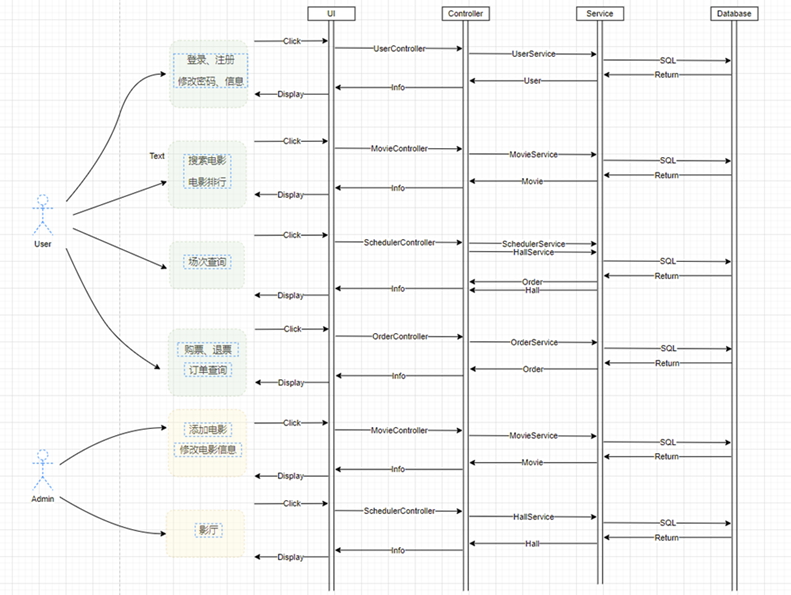 UI
Controller
Service
Database
Click
登录、注册
修改密码、信息
UserController
UserService
SQL
Return
User
Info
Display
Text
Click
搜索电影
电影排行
MovieController
MovieService
SQL
Return
Movie
Info
Display
User
Click
场次查询
SchedulerController
SchedulerService
HallService
SQL
Return
Order
Hall
Info
Display
Click
购票、退票
订单查询
OrderController
OrderService
SQL
Return
Order
Info
Display
Click
添加电影
修改电影信息
MovieController
MovieService
SQL
Return
Movie
Info
Display
Admin
Click
影厅
SchedulerController
HallService
SQL
Return
Hall
Info
Display